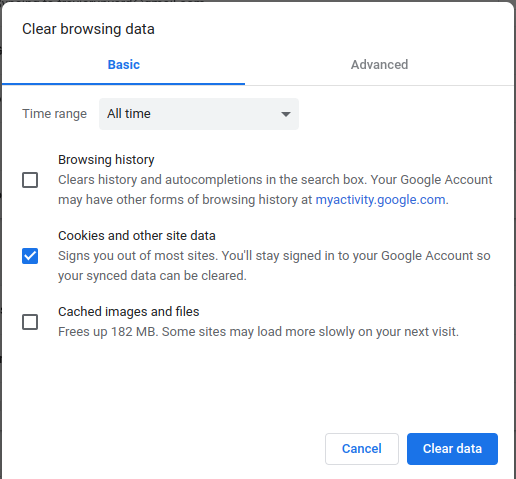 Clear browsing data
Basic
Advanced
Time range
All time
Browsing history
Clears history and autocompletions in the search box. Your Google Account
may have other forms of browsing history at myactivity.google.com.
Cookies and other site data
Signs you out of most sites. You'll stay signed in to your Google Account so
your synced data can be cleared.
Cached images and files
Frees up 182 MB. Some sites may load more slowly on your next visit.
Cancel
Clear data